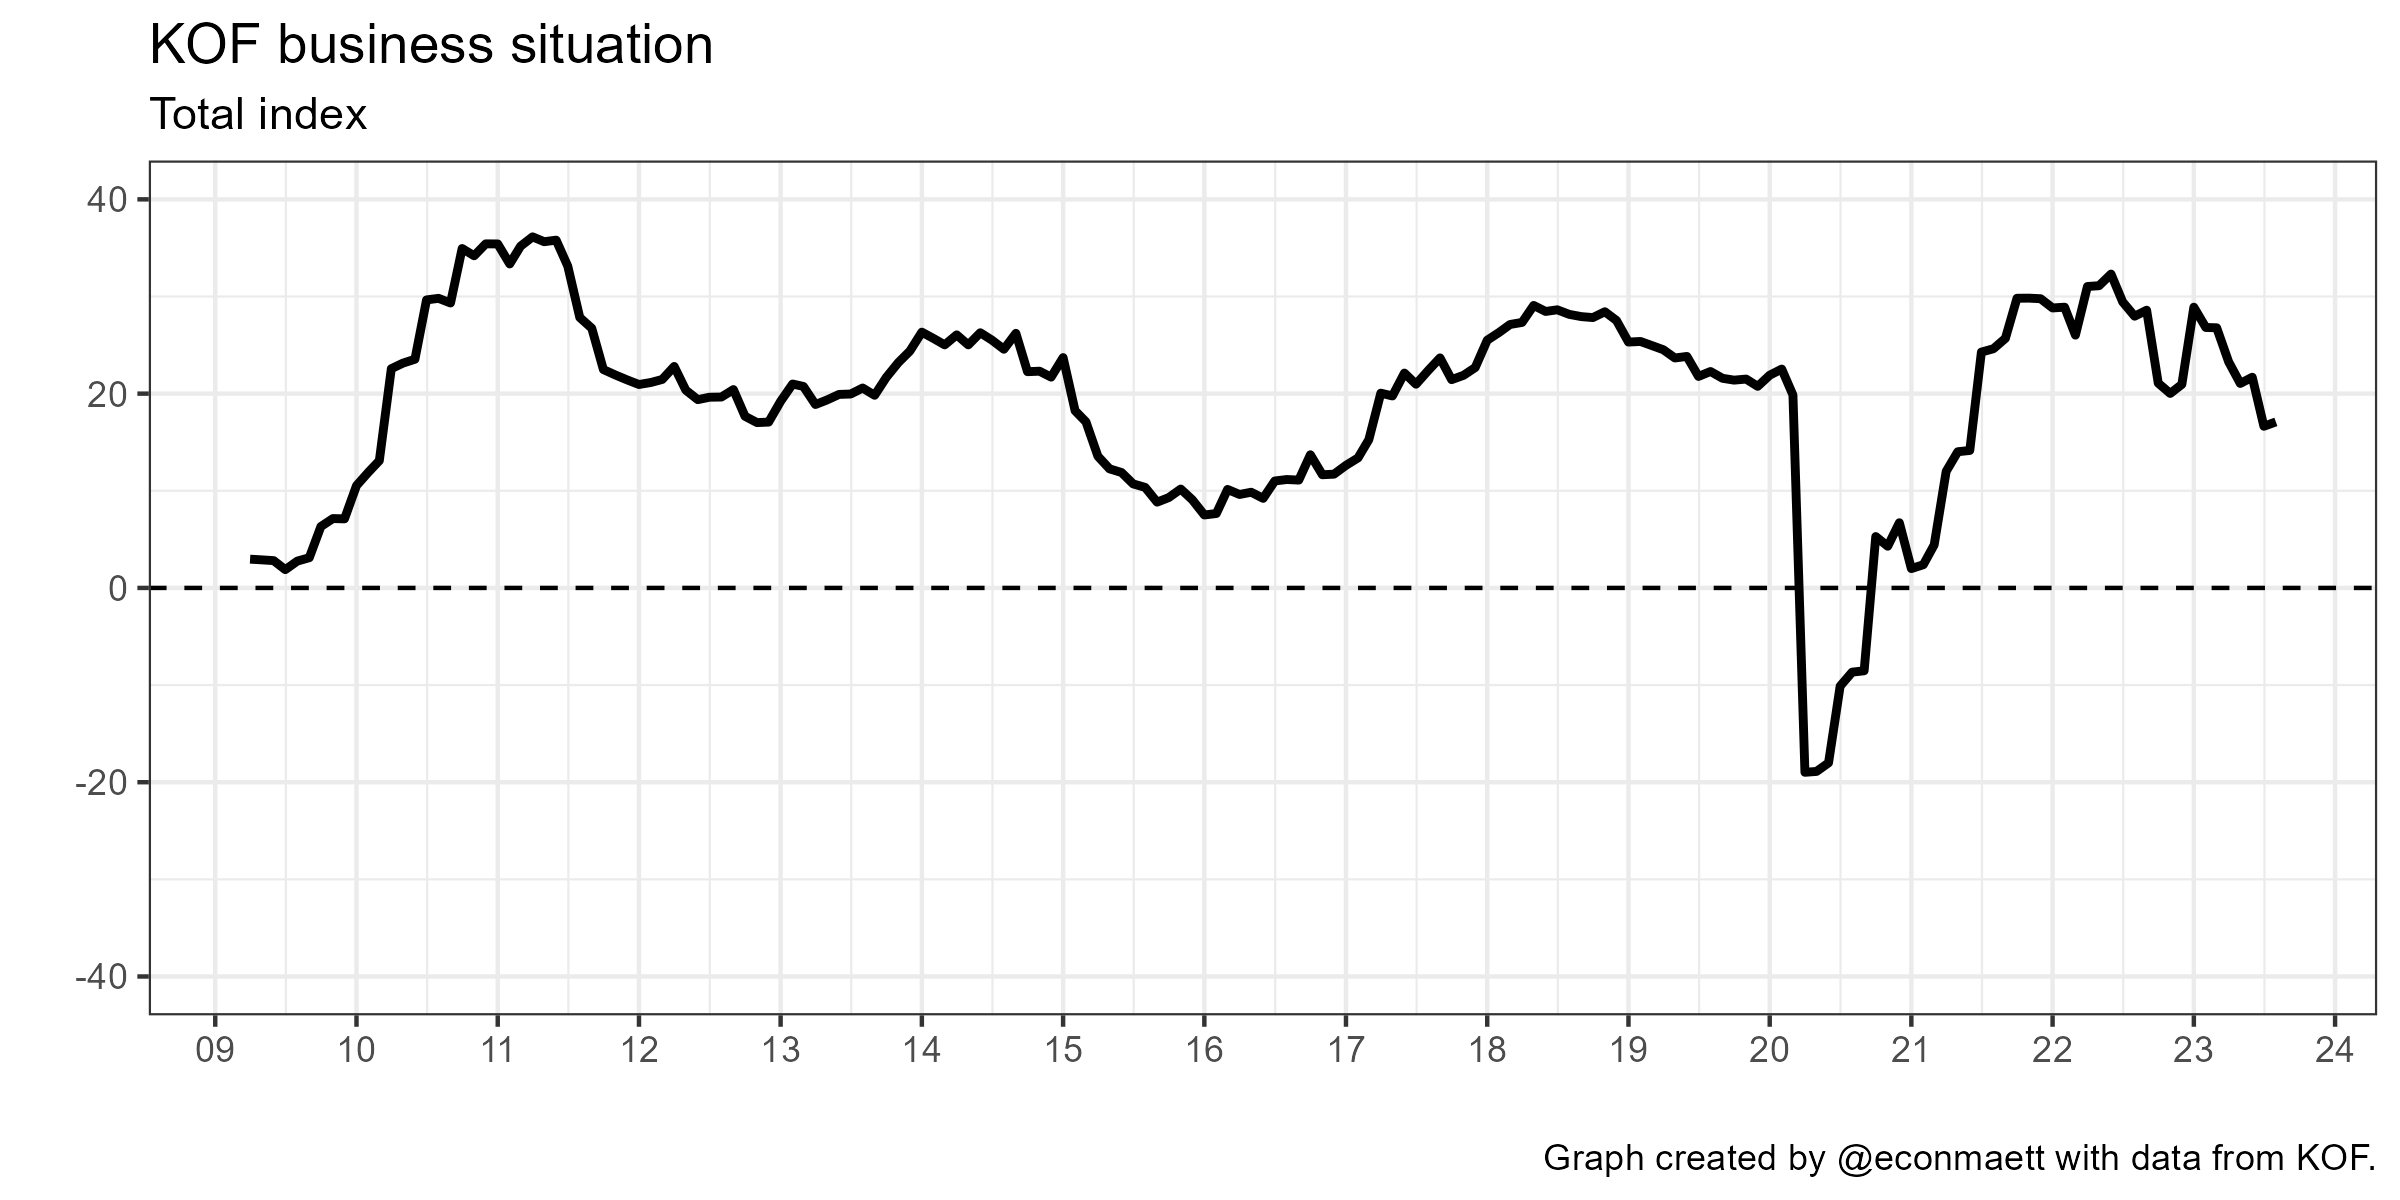 KOF business situation
Total index
40
20
0
-20
-40
09 10 11 12 13 14 15 16 17 18 19 20 21 22 23 24
Graph created by @econmaett with data from KOF.